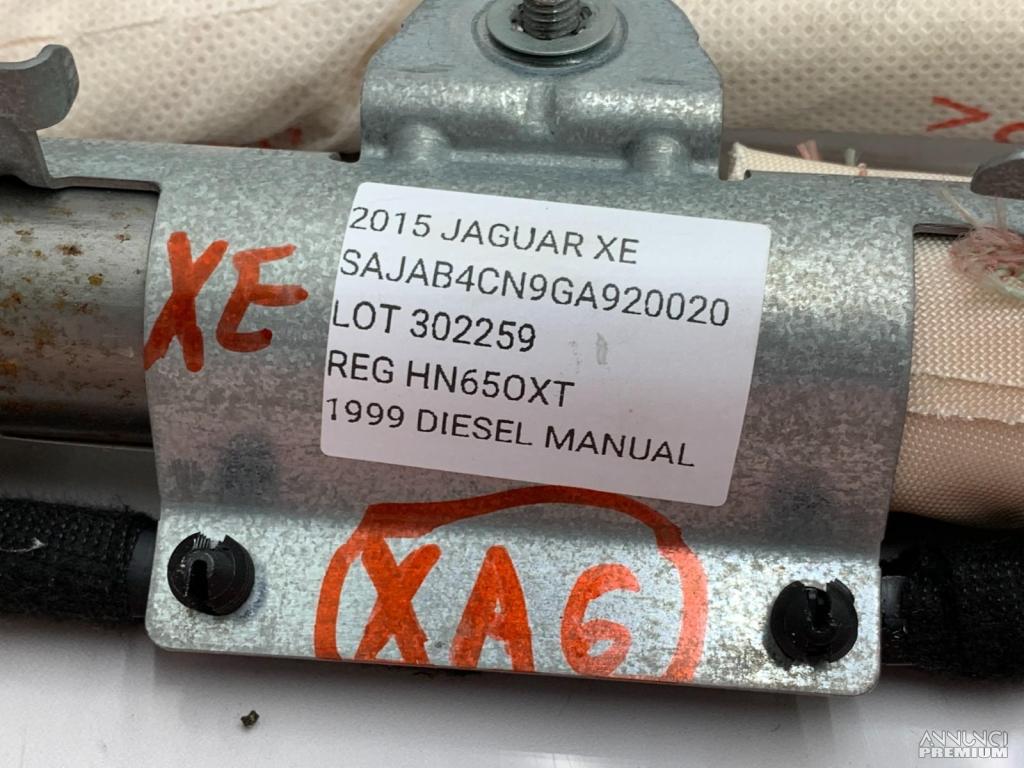 2015 JAGUAR XE
SAJAB4CN9GA920020
LOT 302259
REG HN65OXT
1999 DIESEL MANUAL
XE
XA6
ANNUNCI
PREMIUM